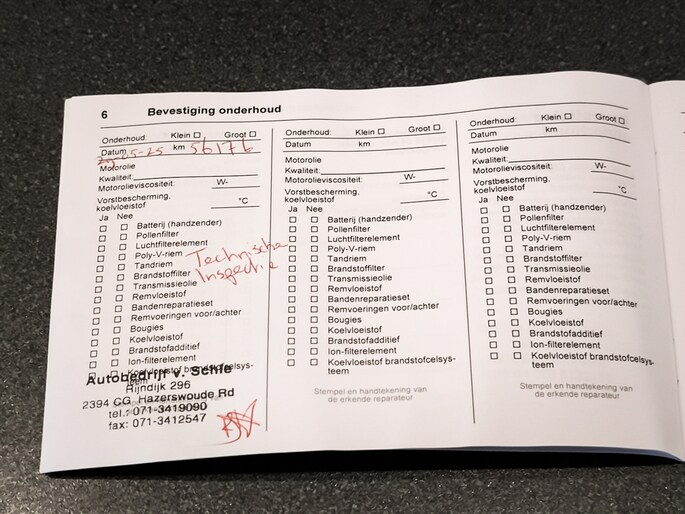 6 Bevestiging onderhoud
Onderhoud: Klein Groot
Datum 29-05-25 km 56176
Motorolie
Kwaliteit:
Motorolieviscositeit: W-
Vorstbescherming,
koelvloeistof °C
Ja Nee
Batterij (handzender)
Pollenfilter
Luchtfilterelement
Poly-V-riem
Tandriem
Brandstoffilter
Transmissieolie
Remvloeistof
Bandenreparatieset
Remvoeringen voor/achter
Bougies
Koelvloeistof
Brandstofadditief
Ion-filterelement
Koelvloeistof brandstofcelsys-
teem
Technische
Inspectie
Autobedrijf v. Schie
Rijndijk 296
2394 CG Hazerswoude Rd
tel.: 071-3419090
fax: 071-3412547
Onderhoud: Klein Groot
Datum km
Motorolie
Kwaliteit:
Motorolieviscositeit: W-
Vorstbescherming,
koelvloeistof °C
Ja Nee
Batterij (handzender)
Pollenfilter
Luchtfilterelement
Poly-V-riem
Tandriem
Brandstoffilter
Transmissieolie
Remvloeistof
Bandenreparatieset
Remvoeringen voor/achter
Bougies
Koelvloeistof
Brandstofadditief
Ion-filterelement
Koelvloeistof brandstofcelsys-
teem
Stempel en handtekening van
de erkende reparateur
Onderhoud: Klein Groot
Datum km
Motorolie
Kwaliteit:
Motorolieviscositeit: W-
Vorstbescherming,
koelvloeistof °C
Ja Nee
Batterij (handzender)
Pollenfilter
Luchtfilterelement
Poly-V-riem
Tandriem
Brandstoffilter
Transmissieolie
Remvloeistof
Bandenreparatieset
Remvoeringen voor/achter
Bougies
Koelvloeistof
Brandstofadditief
Ion-filterelement
Koelvloeistof brandstofcelsys-
teem
Stempel en handtekening van
de erkende reparateur